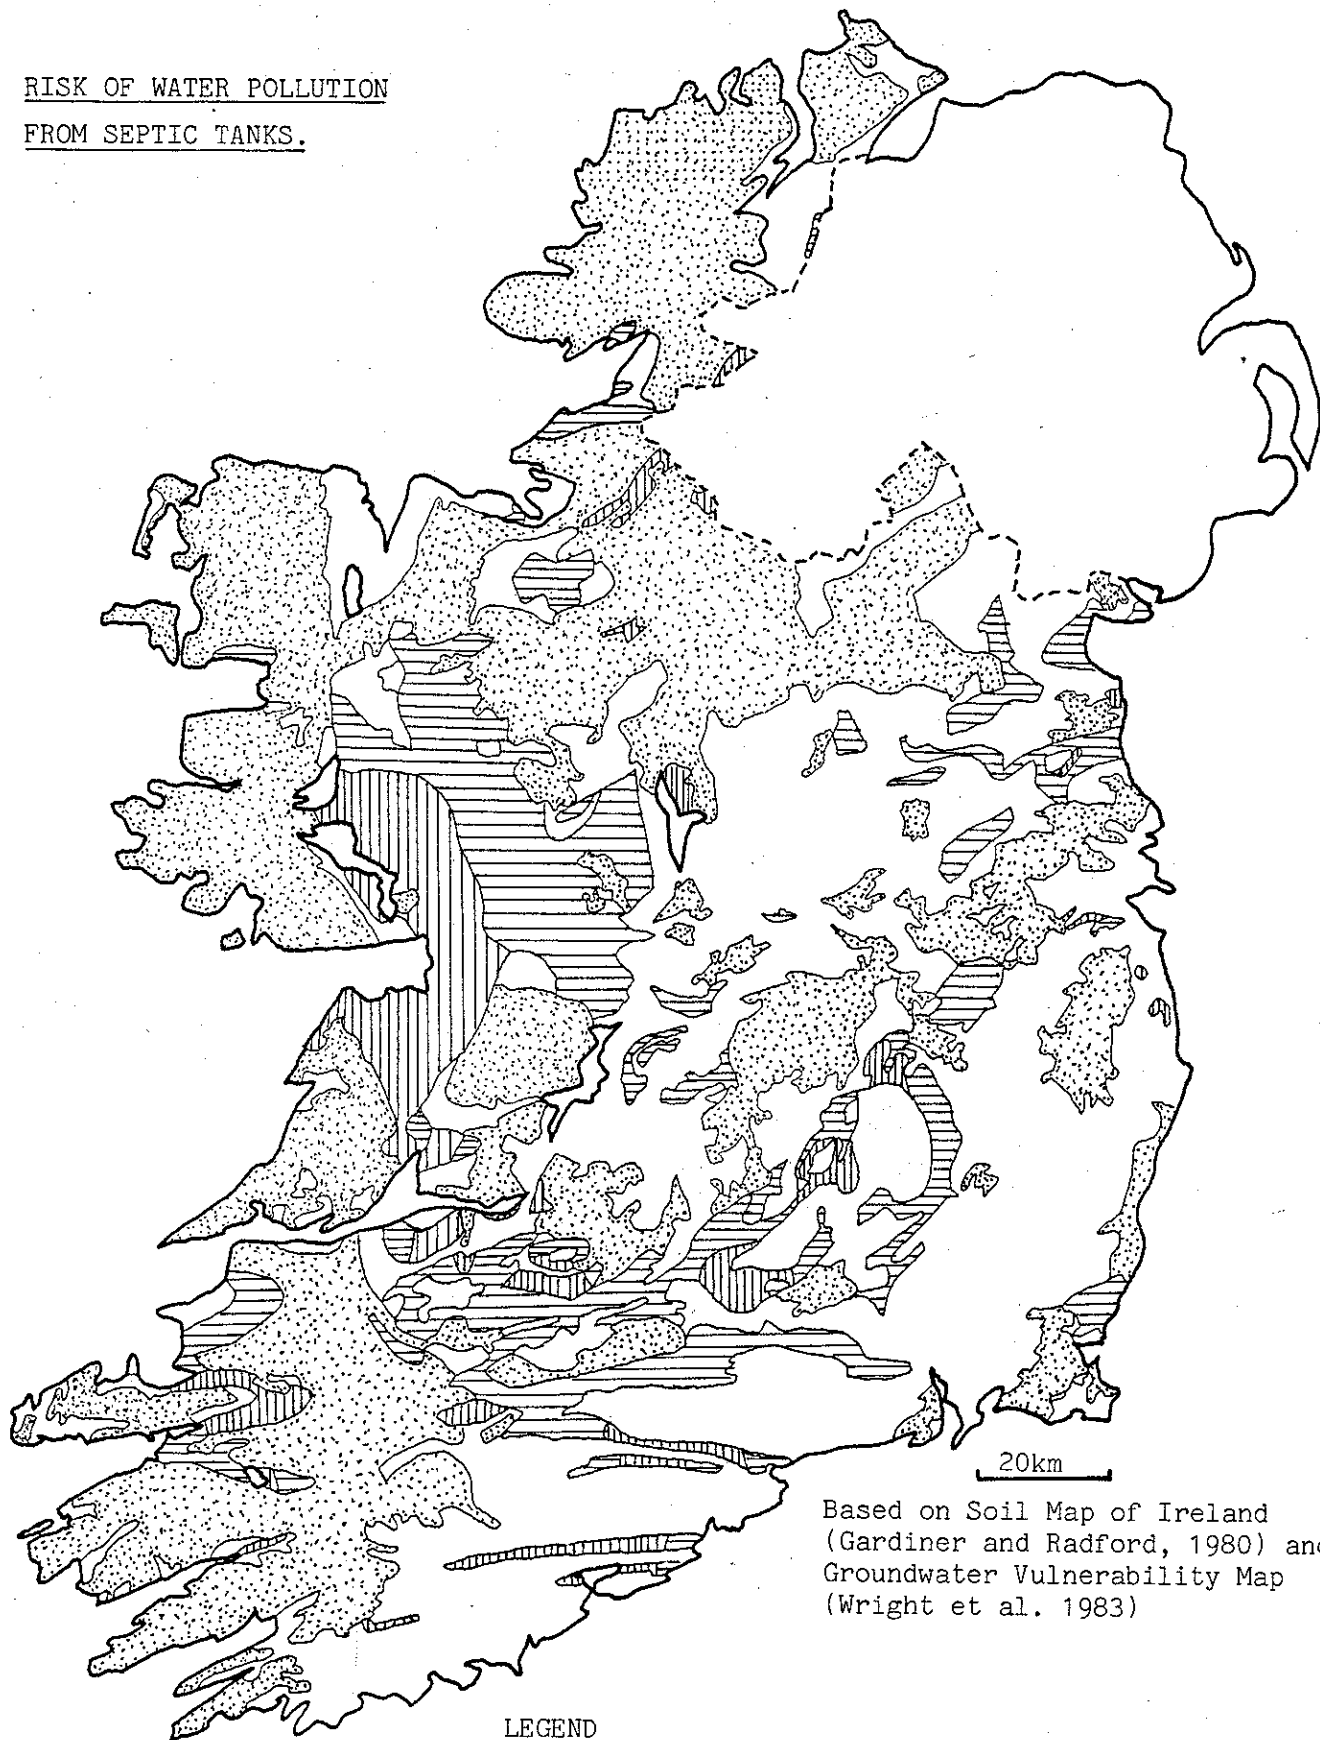 RISK OF WATER POLLUTION
FROM SEPTIC TANKS.
20km
Based on Soil Map of Ireland
(Gardiner and Radford, 1980) and
Groundwater Vulnerability Map
(Wright et al. 1983)
LEGEND